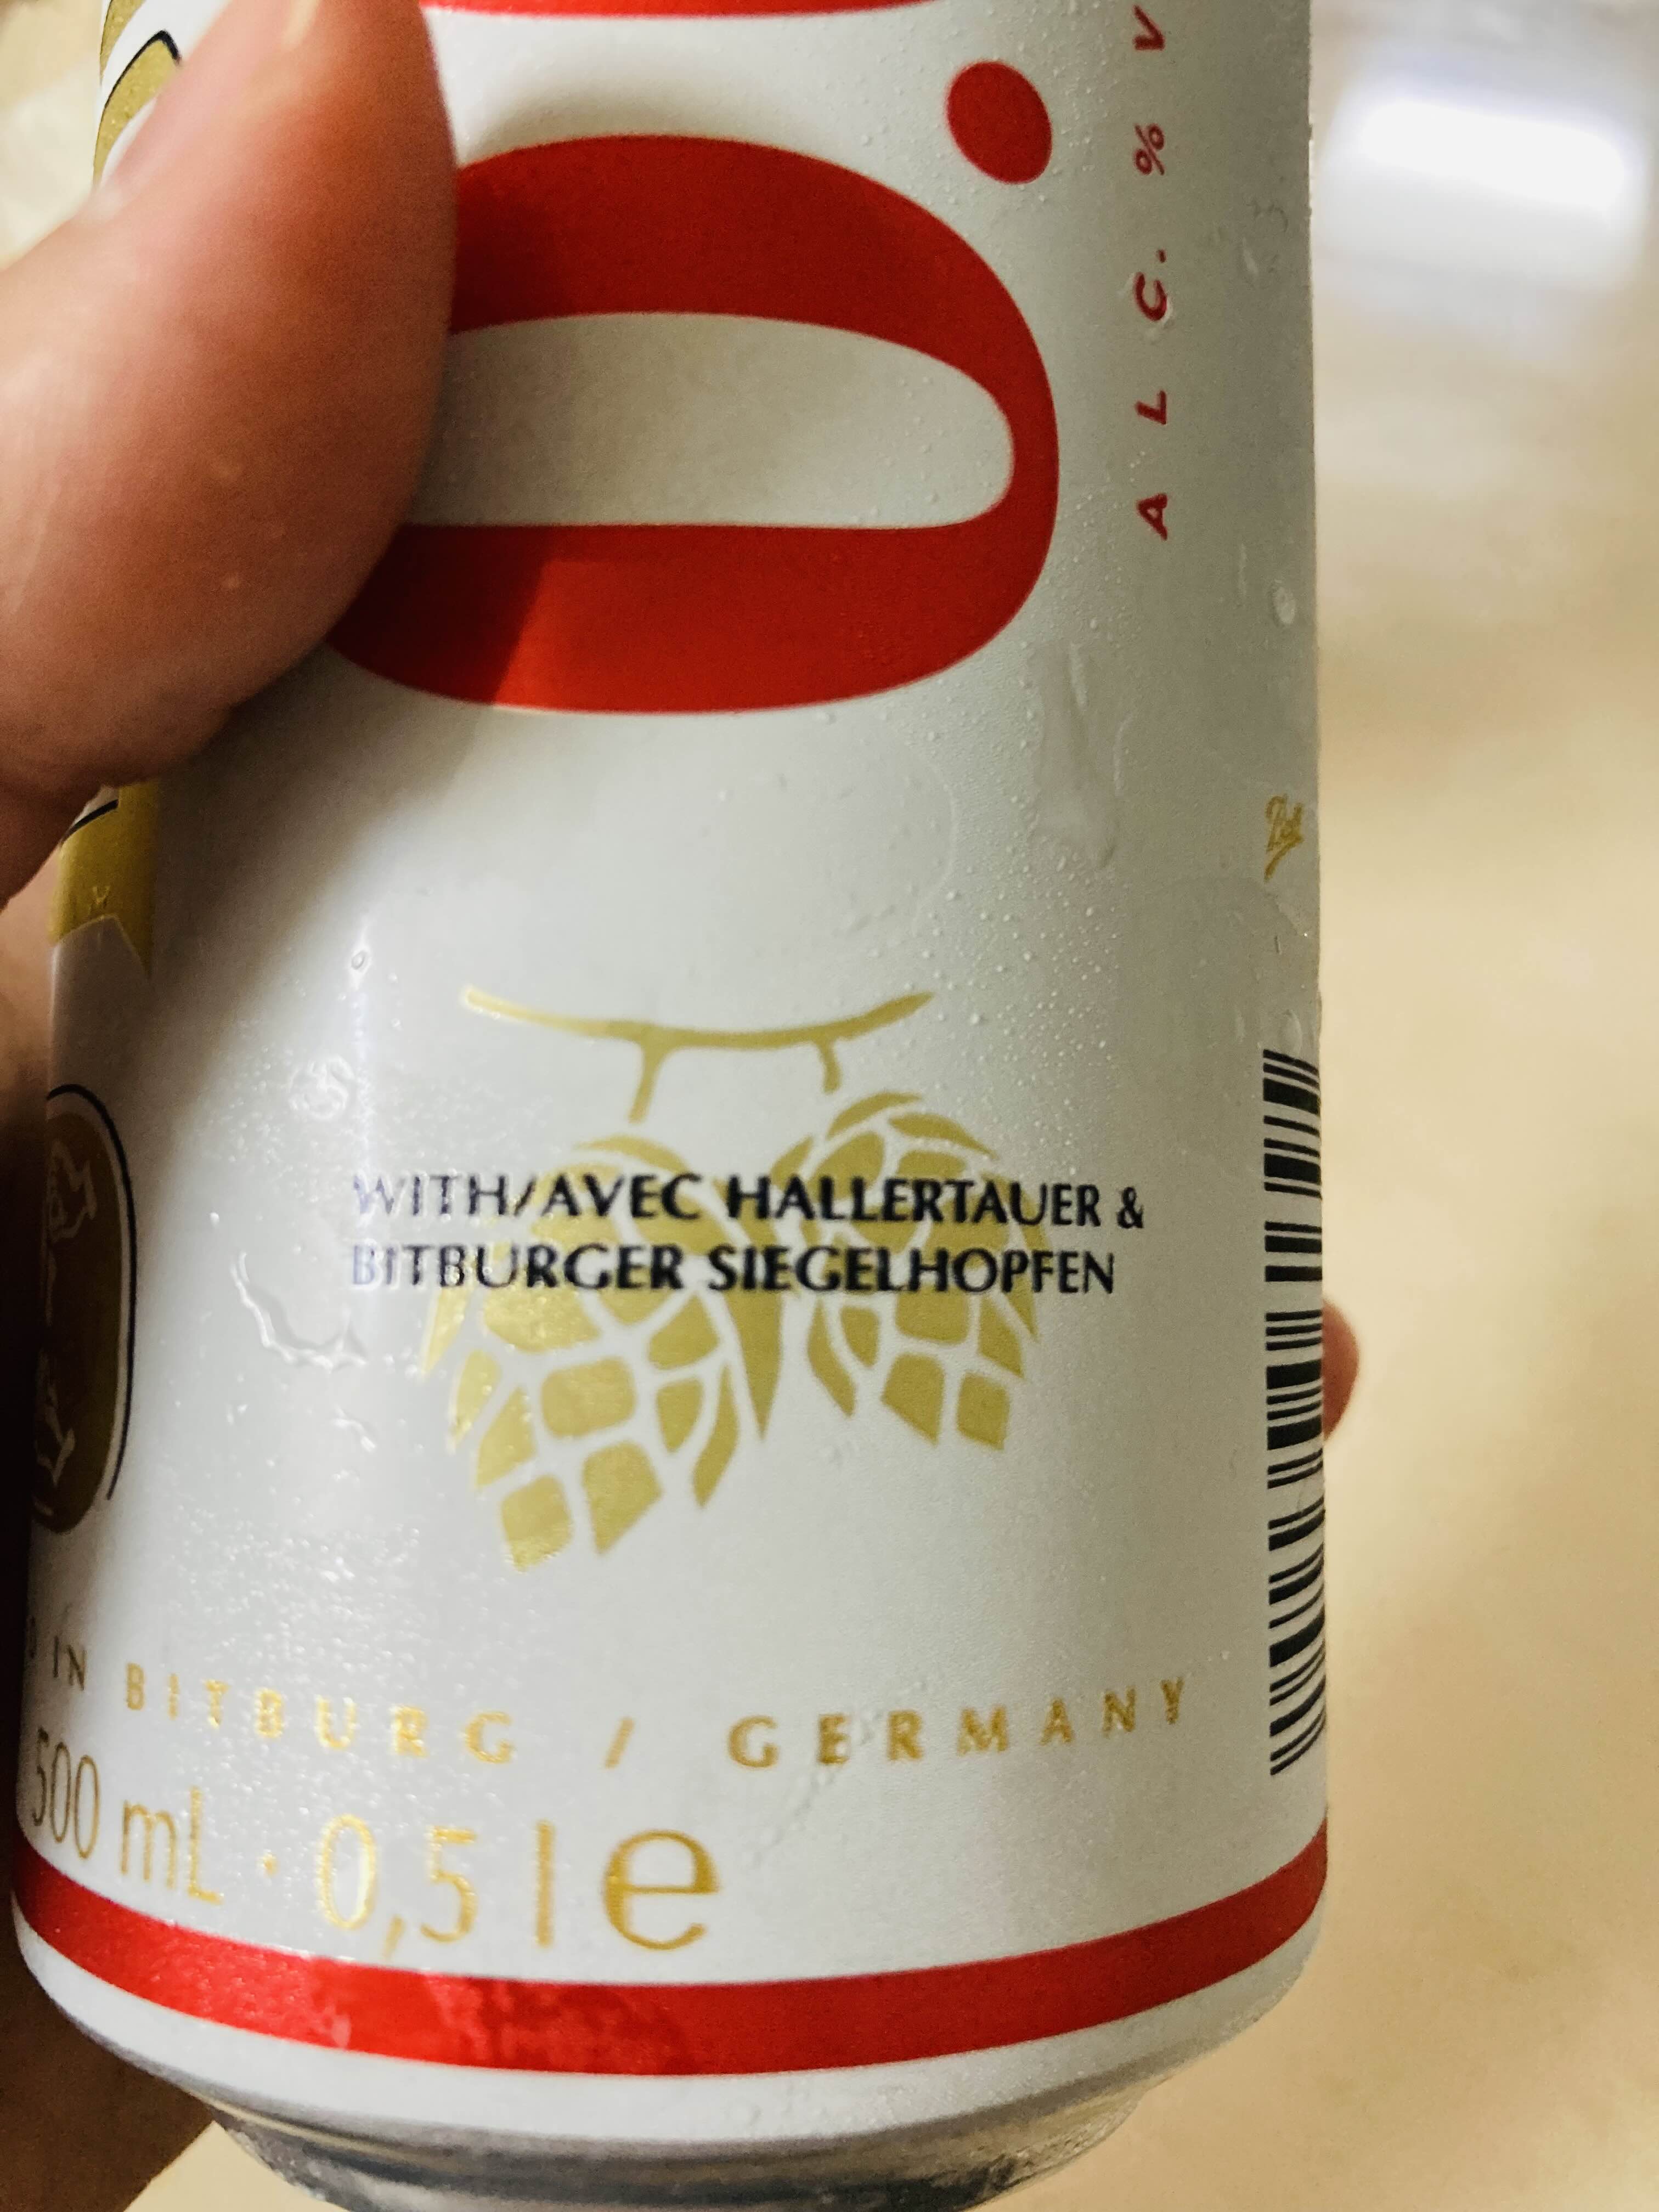 0.
ALC. % V
WITH/AVEC HALLERTAUER &
BITBURGER SIEGELHOPFEN
IN BITBURG / GERMANY
500 mL · 0,5 l e